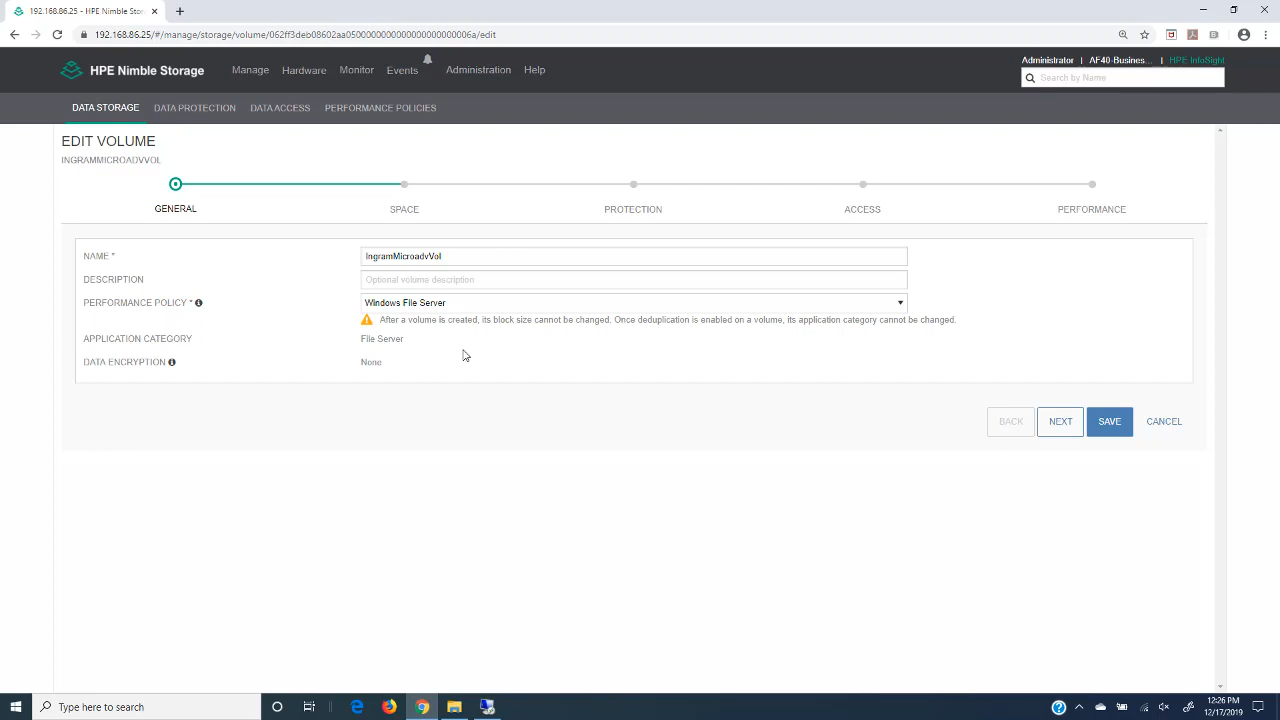 192.168.86.25 - HPE Nimble Stora
192.168.86.25/#/manage/storage/volume/062ff3deb08602aa0500000000000000000000006a/edit
HPE Nimble Storage
Manage
Hardware
Monitor
Events
Administration
Help
Administrator | AF40-Busines... | HPE InfoSight
Search by Name
DATA STORAGE
DATA PROTECTION
DATA ACCESS
PERFORMANCE POLICIES
EDIT VOLUME
INGRAMMICROADVVOL
GENERAL
SPACE
PROTECTION
ACCESS
PERFORMANCE
NAME *
IngramMicroadvVol
DESCRIPTION
Optional volume description
PERFORMANCE POLICY *
Windows File Server
After a volume is created, its block size cannot be changed. Once deduplication is enabled on a volume, its application category cannot be changed.
APPLICATION CATEGORY
File Server
DATA ENCRYPTION
None
BACK
NEXT
SAVE
CANCEL
Type here to search
12:26 PM
12/17/2019